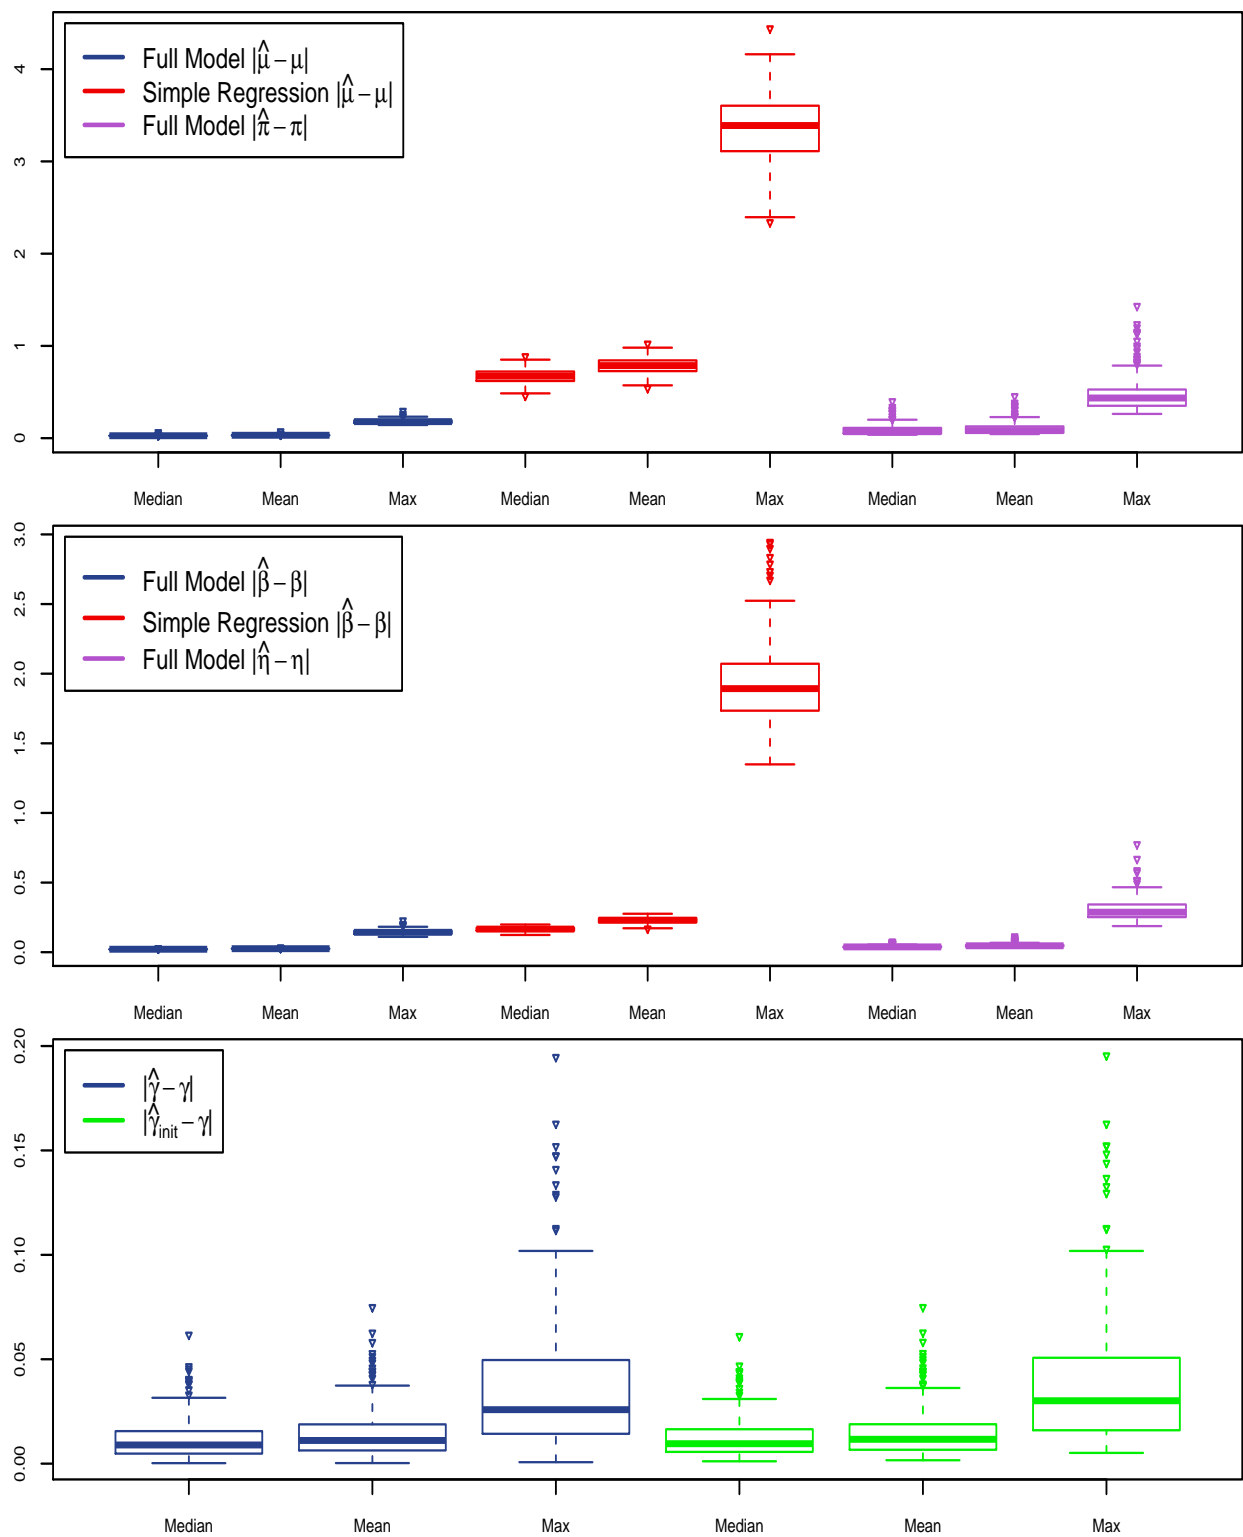 Full Model |μ̂ − μ|
Simple Regression |μ̂ − μ|
Full Model |π̂ − π|
4
3
2
1
0
Median Mean Max Median Mean Max Median Mean Max
Full Model |β̂ − β|
Simple Regression |β̂ − β|
Full Model |η̂ − η|
3.0
2.5
2.0
1.5
1.0
0.5
0.0
Median Mean Max Median Mean Max Median Mean Max
|γ̂ − γ|
|γ̂init − γ|
0.20
0.15
0.10
0.05
0.00
Median Mean Max Median Mean Max